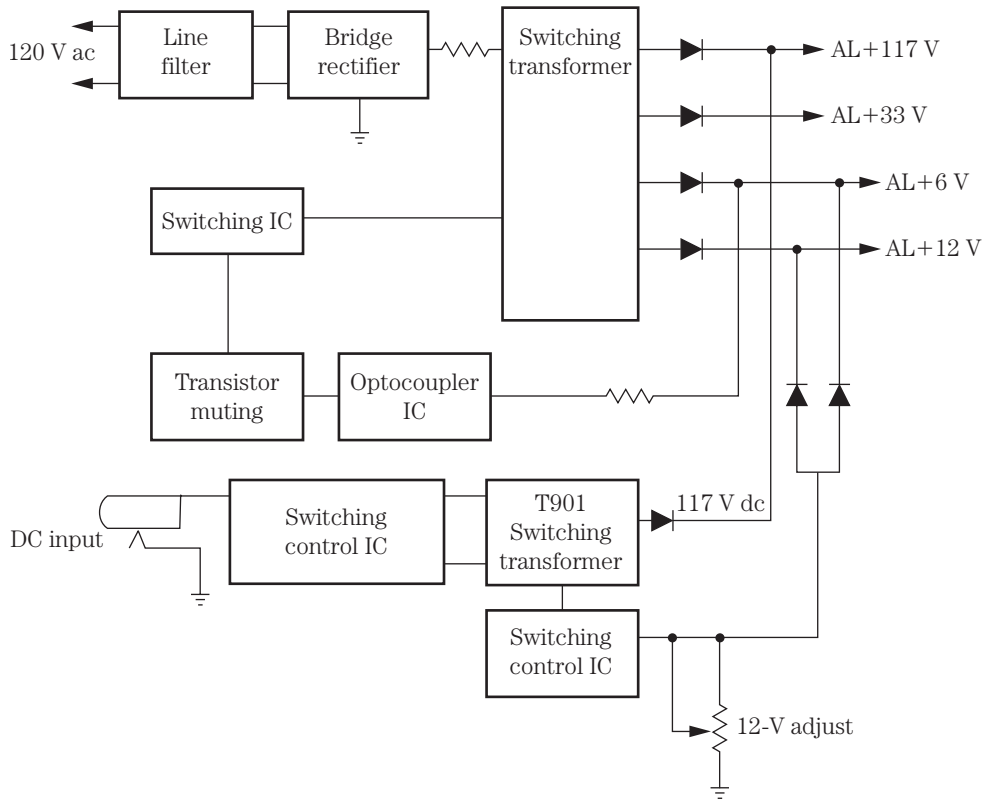 120 V ac
Line
filter
Bridge
rectifier
Switching
transformer
AL+117 V
AL+33 V
AL+6 V
AL+12 V
Switching IC
Transistor
muting
Optocoupler
IC
DC input
Switching
control IC
T901
Switching
transformer
117 V dc
Switching
control IC
12-V adjust